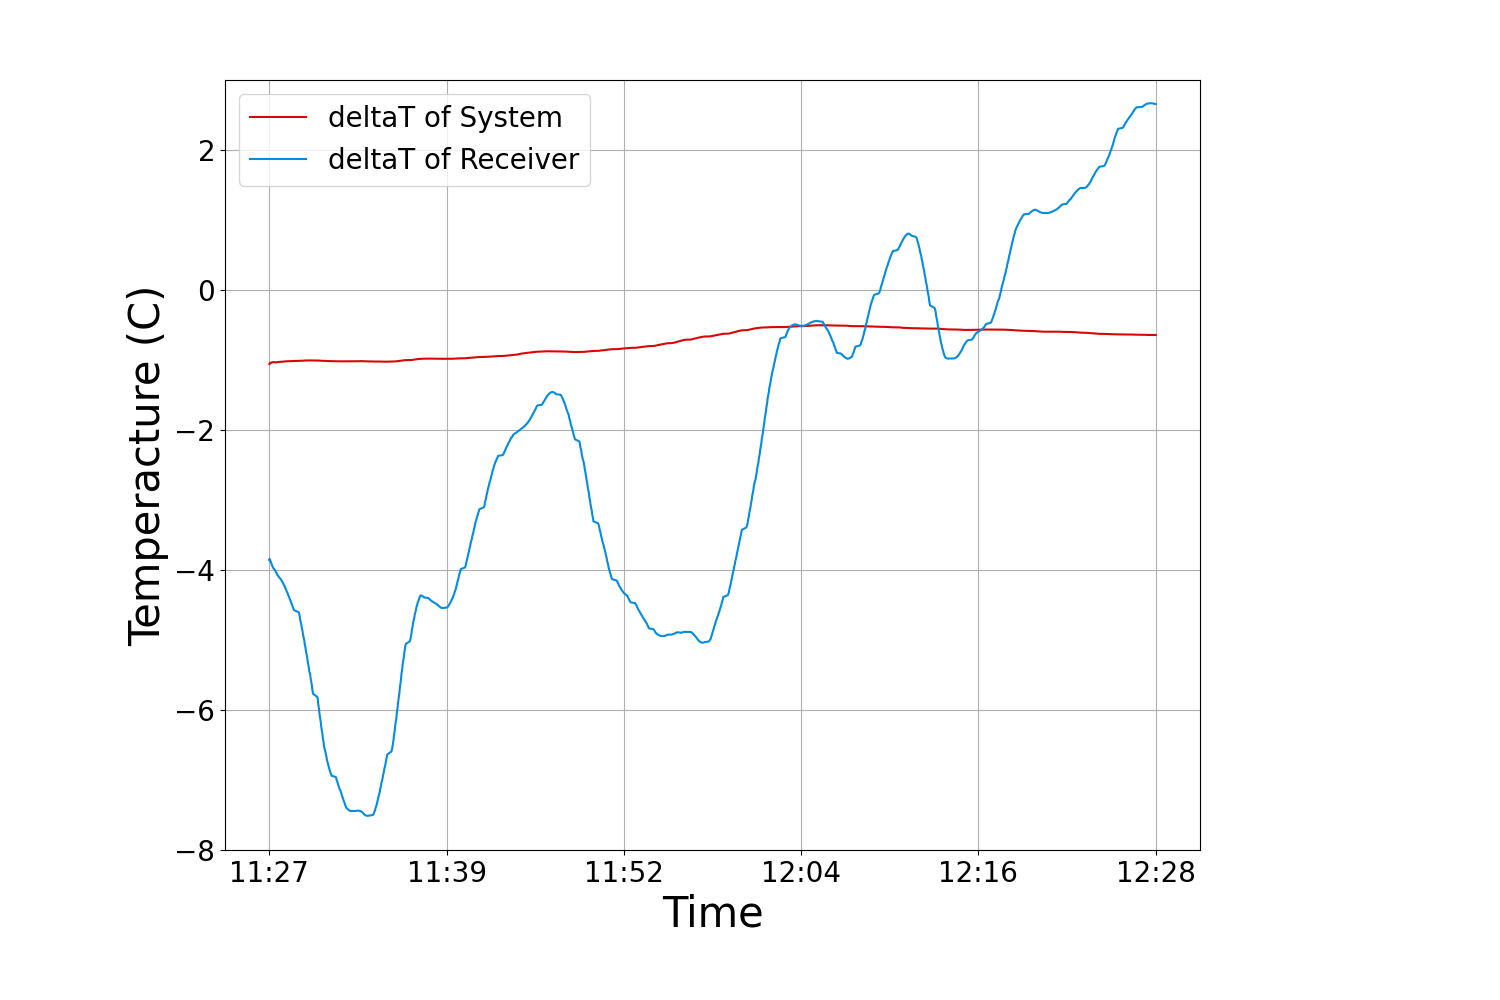 deltaT of System
deltaT of Receiver
Temperacture (C)
2
0
−2
−4
−6
−8
11:27 11:39 11:52 12:04 12:16 12:28
Time